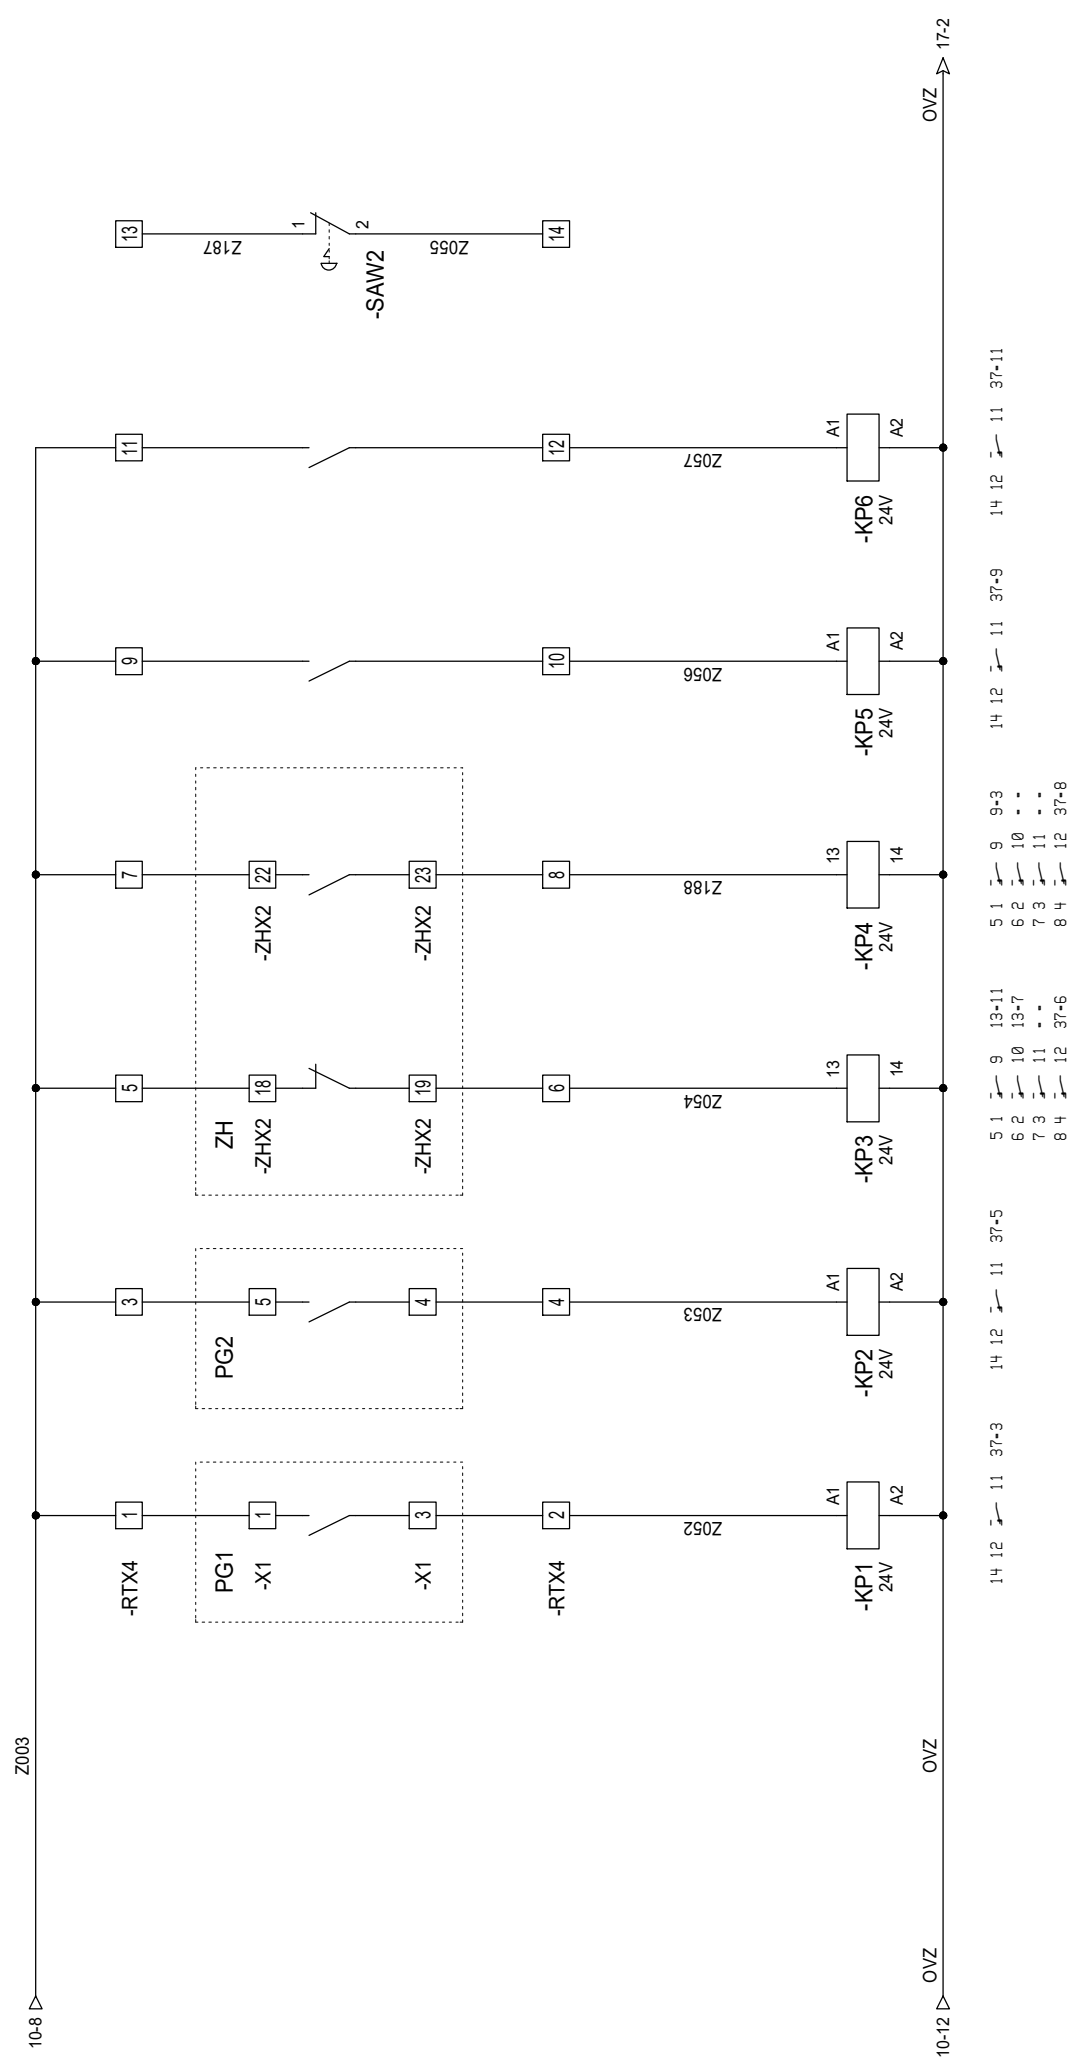 10-8
Z003
-RTX4
1
3
5
7
9
11
13
PG1
-X1
1
PG2
5
ZH
-ZHX2
18
-ZHX2
22
Z187
1
2
-SAW2
Z055
-X1
3
4
-ZHX2
19
-ZHX2
23
-RTX4
2
4
6
8
10
12
14
Z052
Z053
Z054
Z188
Z056
Z057
-KP1
24V
A1
A2
-KP2
24V
A1
A2
-KP3
24V
13
14
-KP4
24V
13
14
-KP5
24V
A1
A2
-KP6
24V
A1
A2
10-12
OVZ
OVZ
OVZ
17-2
14 12 11 37-3
14 12 11 37-5
5 1 9 13-11
6 2 10 13-7
7 3 11 - -
8 4 12 37-6
5 1 9 9-3
6 2 10 - -
7 3 11 - -
8 4 12 37-8
14 12 11 37-9
14 12 11 37-11